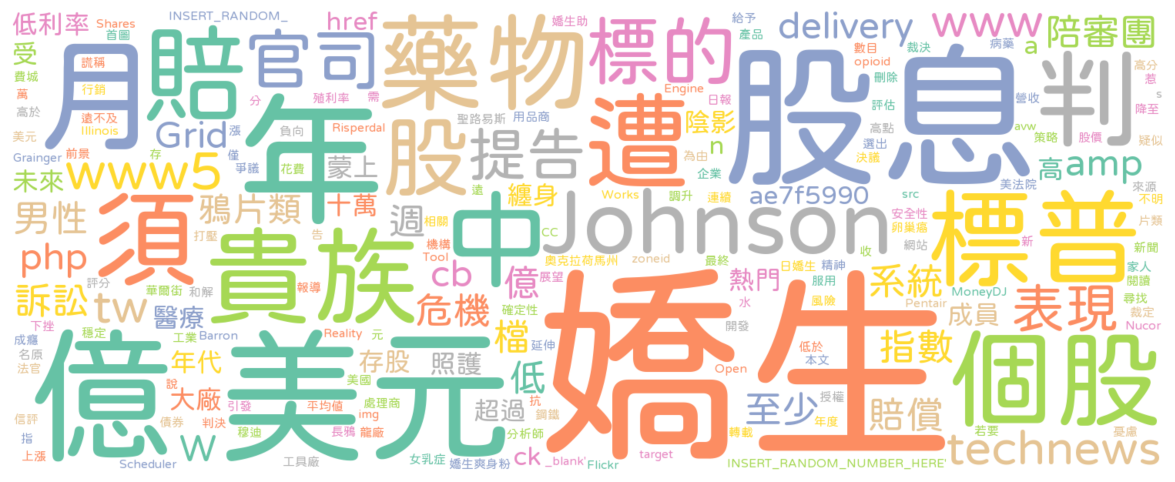 低利率
Shares
首圖
INSERT_RANDOM_
href
嬌生助
標的
給予
產品
delivery
www
a
陪審團
受
謊稱
月
賠
官司
藥物
數目
opioid
裁決
病藥
高分
惹
費城
萬
行銷
高於
殖利率
需
分
Engine
日報
刪除
股息
判
s
遠不及
Illinois
Grid
漲
年
負向
Risperdal
聖路易斯
用品商
遭
陰影
n
評估
高點
選出
營收
avw
降至
股價
策略
疑似
美元
Grainger
前景
www5
存
僅
爭議
花費
蒙上
股
提告
為由
企業
決議
高
amp
美法院
來源
不明
未來
男性
須
鴉片類
十萬
週
遠
纏身
Works
調升
連續
ae7f5990
src
安全性
卵巢癌
標普
片類
php
打壓
告
相關
中
cc
Johnson
網站
新
新聞
訴訟
tw
評分
貴族
機構
Tool
cb
億
奧克拉荷馬州
展望
zoneid
最終
日嬌生
精神
收
家人
閱讀
華爾街
和解
報導
危機
確定性
熱門
服用
系統
MoneyDJ
尋找
裁定
下挫
醫療
水
風險
Pentair
表現
成癮
穩定
工業
Barron
Reality
元
檔
延伸
嬌生
開發
成員
Nucor
名原
法官
億美元
年代
存股
照護
低
低於
本文
指數
個股
說
大廠
美國
處理商
抗
Open
至少
授權
賠償
信評
指
上漲
債券
w
判決
引發
平均值
img
超過
鋼鐵
穆迪
長鴉
龍廠
分析師
轉載
年度
若要
憂慮
technews
Scheduler
工具廠
女乳症
嬌生爽身粉
ck
_blank'
Flickr
target
INSERT_RANDOM_NUMBER_HERE'